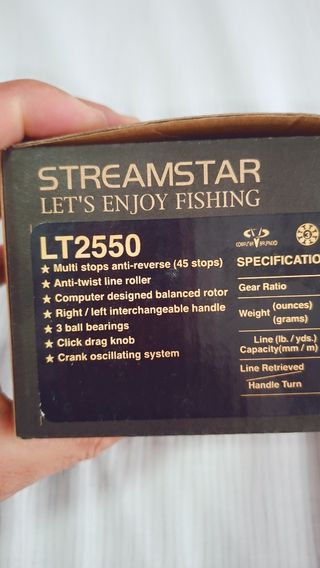 STREAMSTAR
LET'S ENJOY FISHING
LT2550
★ Multi stops anti-reverse (45 stops)
★ Anti-twist line roller
★ Computer designed balanced rotor
★ Right / left interchangeable handle
★ 3 ball bearings
★ Click drag knob
★ Crank oscillating system
3
SPECIFICATIO
Gear Ratio
Weight (ounces)
(grams)
Line (lb. / yds.)
Capacity(mm / m)
Line Retrieved
Handle Turn